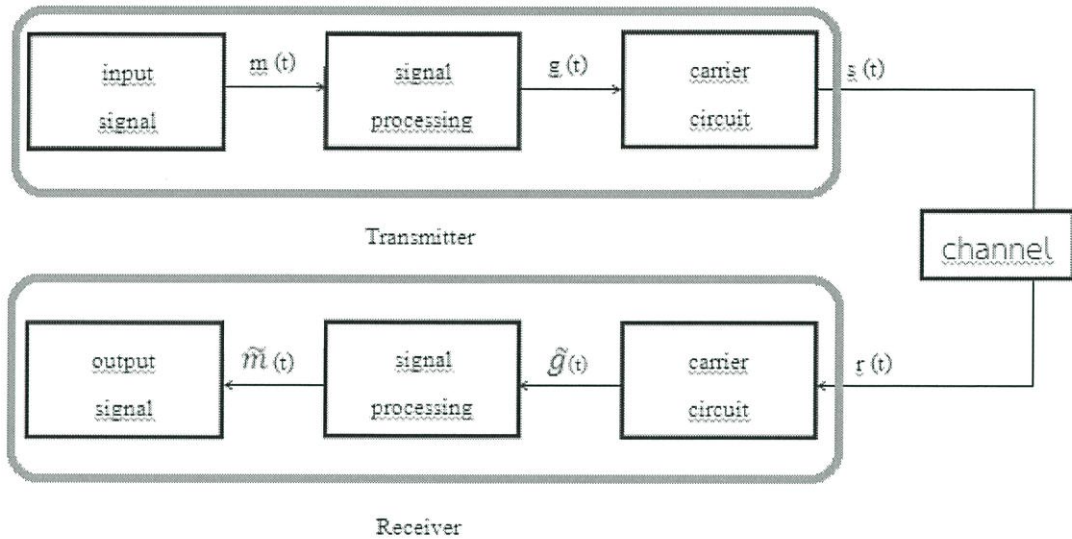 input
signal
m (t)
signal
processing
g (t)
carrier
circuit
s (t)
Transmitter
channel
output
signal
m̃ (t)
signal
processing
g̃(t)
carrier
circuit
r (t)
Receiver